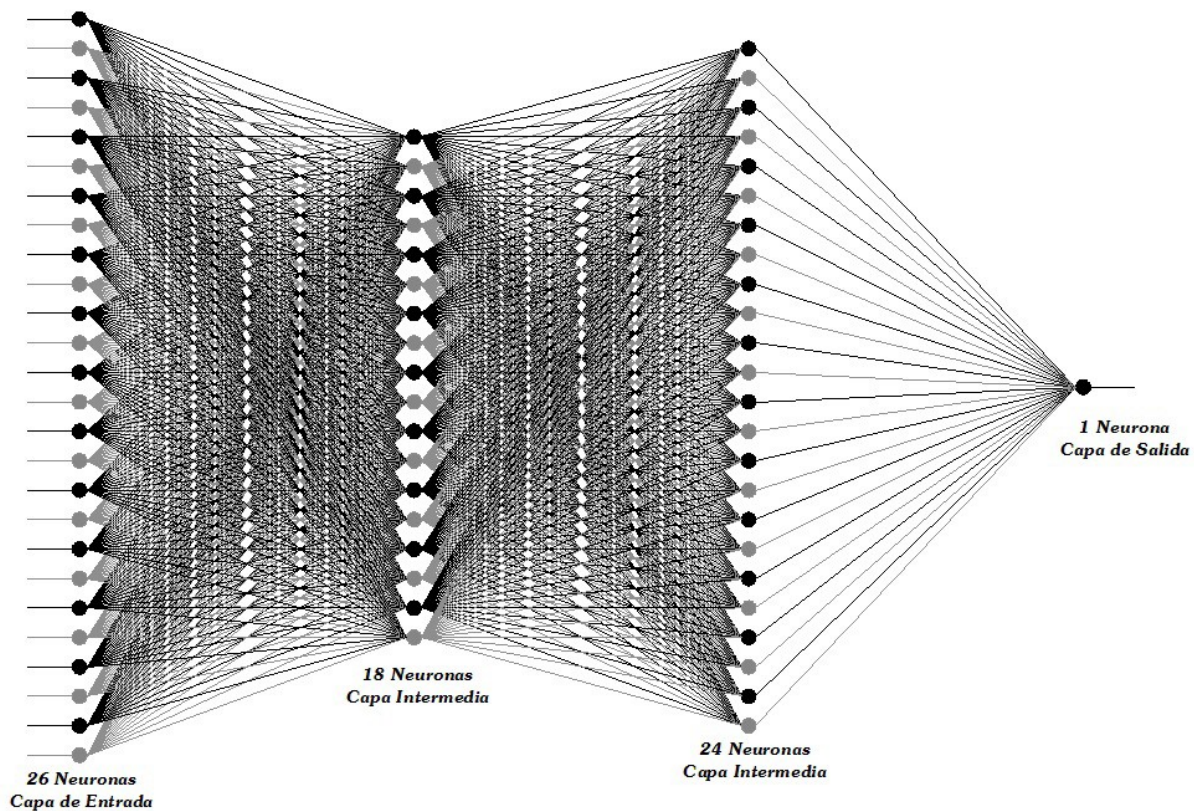 1 Neurona
Capa de Salida
18 Neuronas
Capa Intermedia
24 Neuronas
Capa Intermedia
26 Neuronas
Capa de Entrada